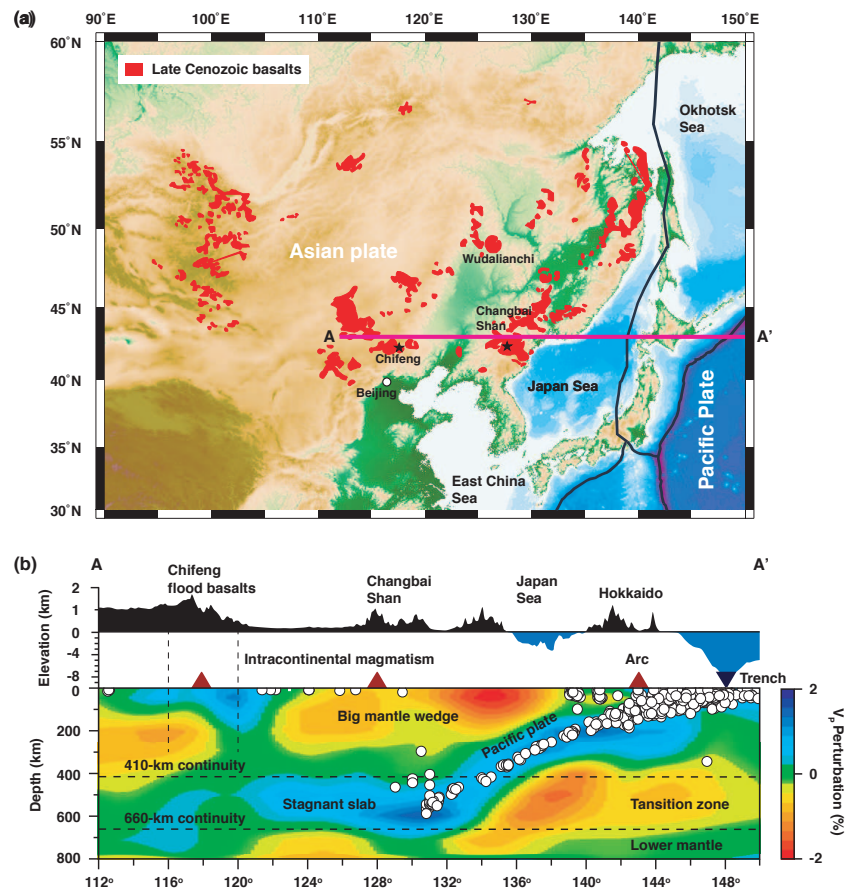 (a)
90° 100° 110° 120° 130° 140° 150°
60°N
Late Cenozoic basalts
Okhotsk
Sea
55°N
50°N
Asian plate
Wudalianchi
45°N
Changbai
Shan
A
A'
Chifeng
40°N
Beijing
Japan Sea
35°N
Pacific Plate
East China
Sea
30°N
(b)
A
A'
Chifeng
flood basalts
Changbai
Shan
Japan
Sea
Hokkaido
Elevation (km)
2
0
-4
-8
Intracontinental magmatism
Arc
Trench
0
Big mantle wedge
200
Pacific plate
410-km continuity
400
Stagnant slab
Tansition zone
600
660-km continuity
Lower mantle
800
Depth (km)
2
0
-2
Vp Perturbation (%)
112° 116° 120° 124° 128° 132° 136° 140° 144° 148°